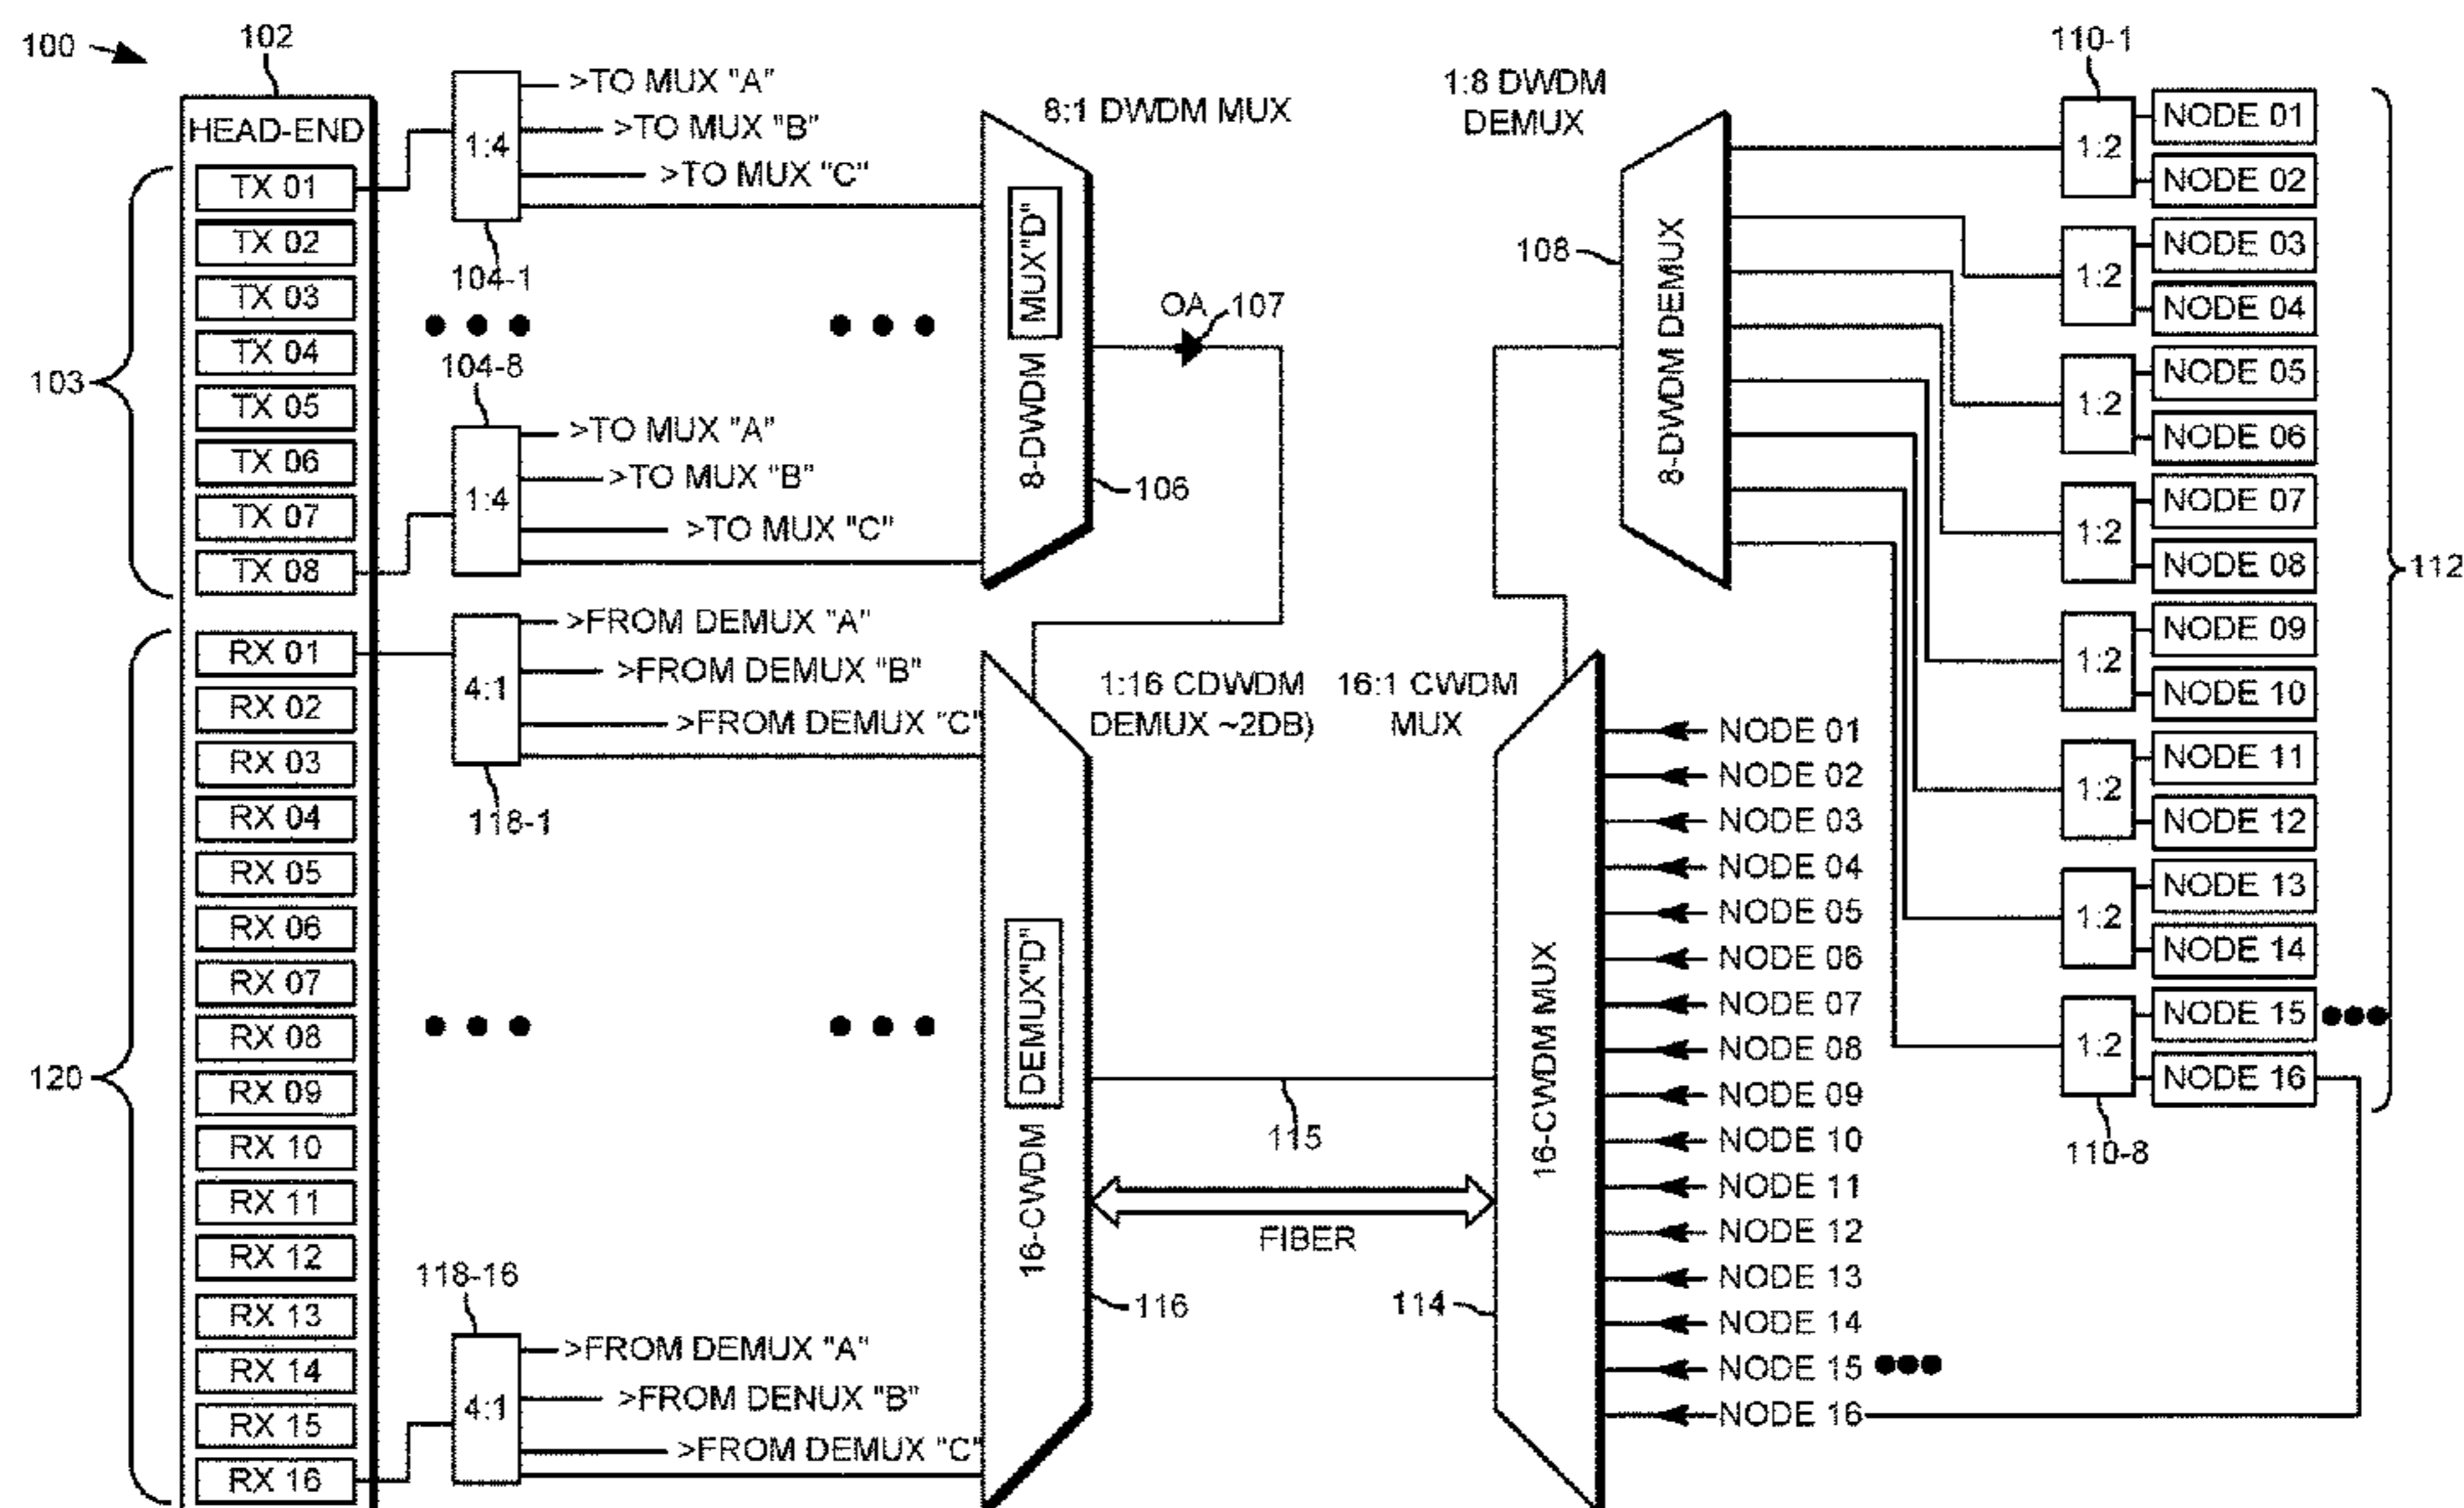 100
102
HEAD-END
103
TX 01
TX 02
TX 03
TX 04
TX 05
TX 06
TX 07
TX 08
120
RX 01
RX 02
RX 03
RX 04
RX 05
RX 06
RX 07
RX 08
RX 09
RX 10
RX 11
RX 12
RX 13
RX 14
RX 15
RX 16
1:4
>TO MUX "A"
>TO MUX "B"
>TO MUX "C"
104-1
104-8
1:4
>TO MUX "A"
>TO MUX "B"
>TO MUX "C"
4:1
>FROM DEMUX "A"
>FROM DEMUX "B"
>FROM DEMUX "C"
118-1
118-16
4:1
>FROM DEMUX "A"
>FROM DENUX "B"
>FROM DEMUX "C"
8:1 DWDM MUX
8-DWDM MUX"D"
106
OA
107
1:16 CDWDM
DEMUX ~2DB)
16-CWDM DEMUX"D"
116
115
FIBER
16:1 CWDM
MUX
16-CWDM MUX
114
NODE 01
NODE 02
NODE 03
NODE 04
NODE 05
NODE 06
NODE 07
NODE 08
NODE 09
NODE 10
NODE 11
NODE 12
NODE 13
NODE 14
NODE 15
NODE 16
1:8 DWDM
DEMUX
8-DWDM DEMUX
108
110-1
1:2
NODE 01
NODE 02
1:2
NODE 03
NODE 04
1:2
NODE 05
NODE 06
1:2
NODE 07
NODE 08
1:2
NODE 09
NODE 10
1:2
NODE 11
NODE 12
1:2
NODE 13
NODE 14
1:2
NODE 15
NODE 16
110-8
112